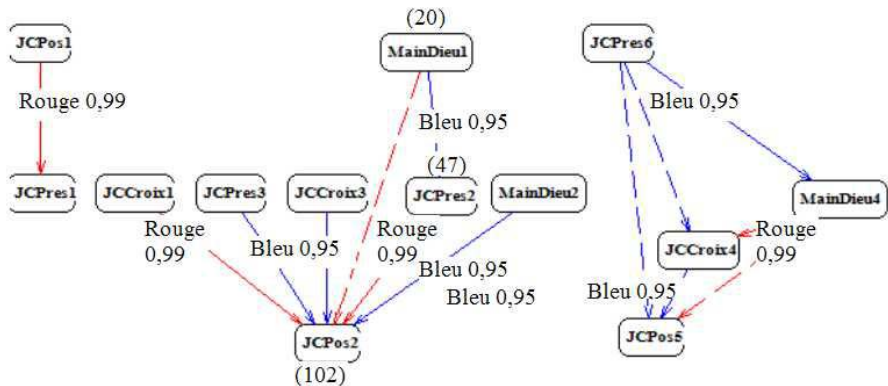 (20)
JCPos1
MainDieu1
JCPres6
Rouge 0,99
Bleu 0,95
Bleu 0,95
(47)
JCPres1
JCCroix1
JCPres3
JCCroix3
JCPres2
MainDieu2
MainDieu4
Rouge
0,99
Bleu 0,95
Rouge
0,99
Bleu 0,95
Bleu 0,95
JCCroix4
Rouge
0,99
Bleu 0,95
JCPos2
JCPos5
(102)